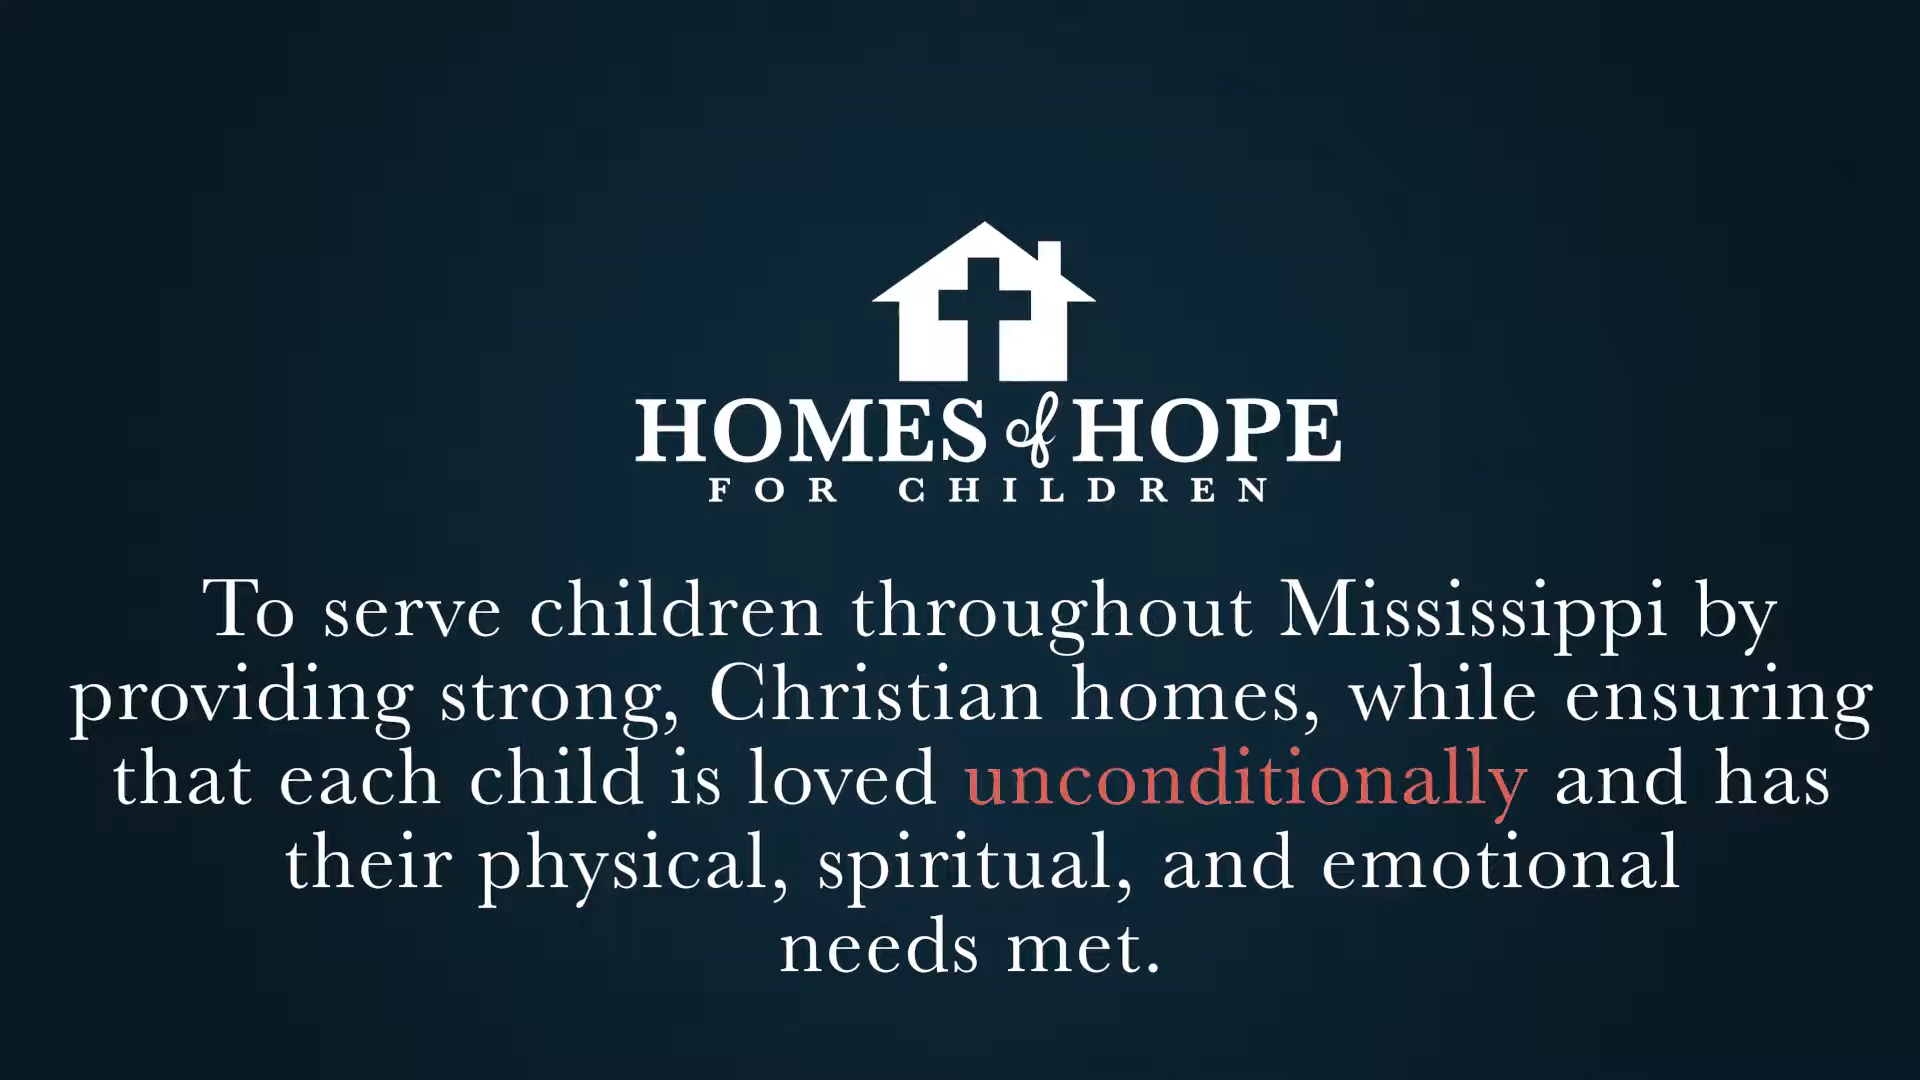 HOMES of HOPE
FOR CHILDREN
To serve children throughout Mississippi by
providing strong, Christian homes, while ensuring
that each child is loved unconditionally and has
their physical, spiritual, and emotional
needs met.